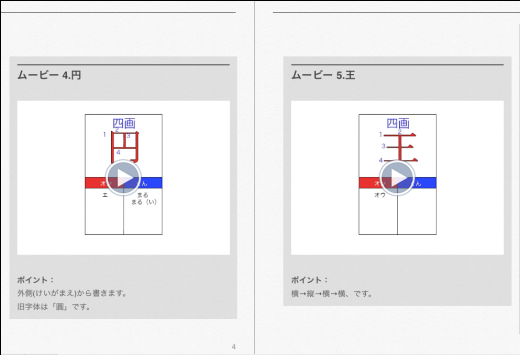 ムービー 4.円
四画
1 2
3
4
エ まる
まる（い）
ポイント：
外側(けいがまえ)から書きます。
旧字体は「圓」です。
4
ムービー 5.王
四画
1 2
3
4
オウ
ポイント：
横→縦→横→横、です。